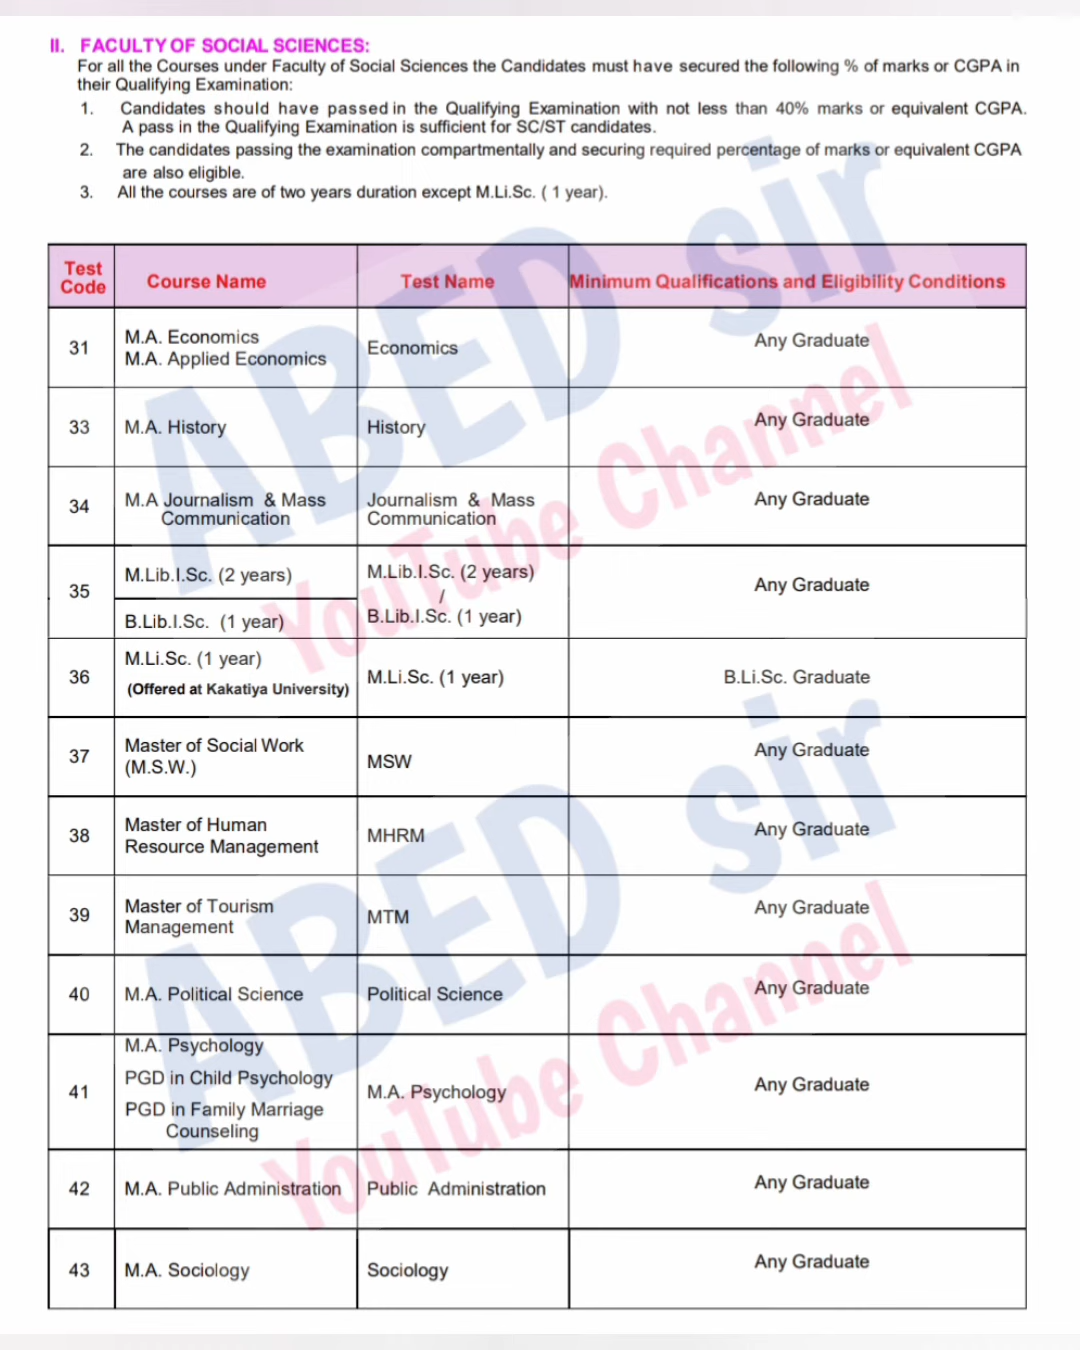 II. FACULTY OF SOCIAL SCIENCES:
For all the Courses under Faculty of Social Sciences the Candidates must have secured the following % of marks or CGPA in
their Qualifying Examination:
1. Candidates should have passed in the Qualifying Examination with not less than 40% marks or equivalent CGPA.
A pass in the Qualifying Examination is sufficient for SC/ST candidates.
2. The candidates passing the examination compartmentally and securing required percentage of marks or equivalent CGPA
are also eligible.
3. All the courses are of two years duration except M.Li.Sc. ( 1 year).
Test Code Course Name Test Name Minimum Qualifications and Eligibility Conditions
31 M.A. Economics
M.A. Applied Economics Economics Any Graduate
33 M.A. History History Any Graduate
34 M.A Journalism & Mass
Communication Journalism & Mass
Communication Any Graduate
35 M.Lib.I.Sc. (2 years)
B.Lib.I.Sc. (1 year) M.Lib.I.Sc. (2 years)
/
B.Lib.I.Sc. (1 year) Any Graduate
36 M.Li.Sc. (1 year)
(Offered at Kakatiya University) M.Li.Sc. (1 year) B.Li.Sc. Graduate
37 Master of Social Work
(M.S.W.) MSW Any Graduate
38 Master of Human
Resource Management MHRM Any Graduate
39 Master of Tourism
Management MTM Any Graduate
40 M.A. Political Science Political Science Any Graduate
41 M.A. Psychology
PGD in Child Psychology
PGD in Family Marriage
Counseling M.A. Psychology Any Graduate
42 M.A. Public Administration Public Administration Any Graduate
43 M.A. Sociology Sociology Any Graduate
ABED sir
YouTube Channel
ABED sir
YouTube Channel